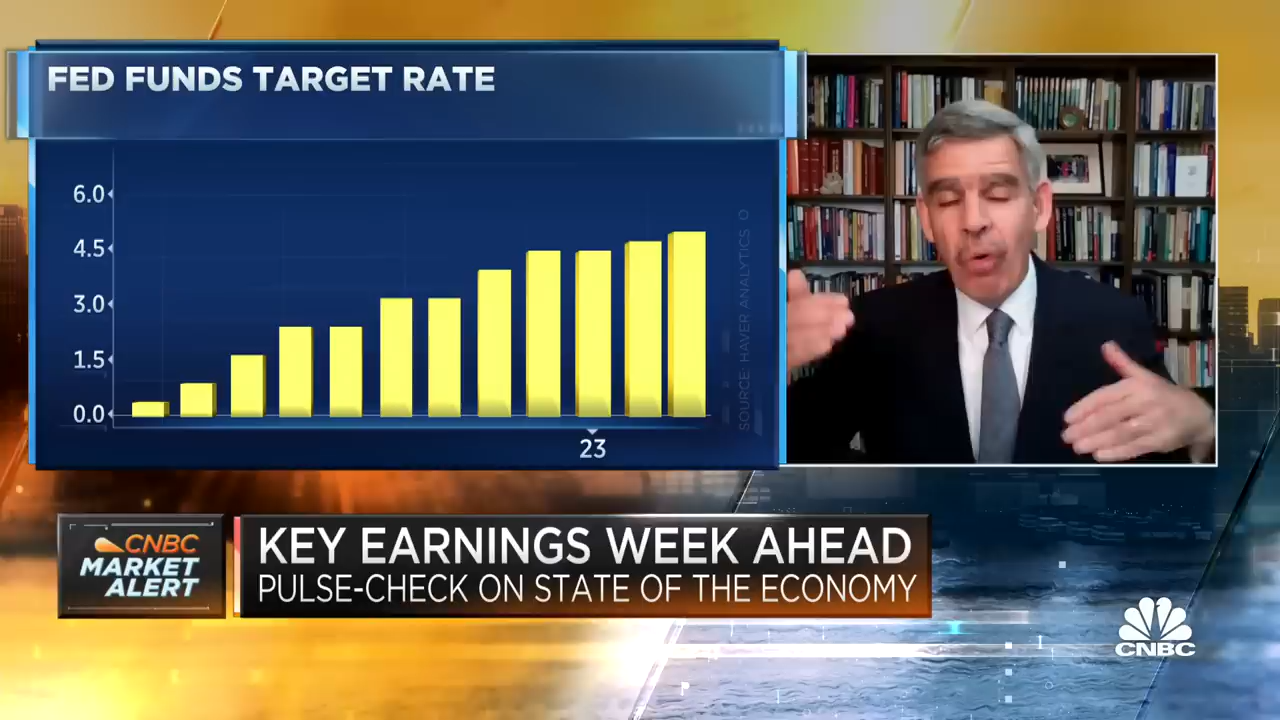 FED FUNDS TARGET RATE
6.0
4.5
3.0
1.5
0.0
23
SOURCE: HAVER ANALYTICS
CNBC
MARKET
ALERT
KEY EARNINGS WEEK AHEAD
PULSE-CHECK ON STATE OF THE ECONOMY
CNBC